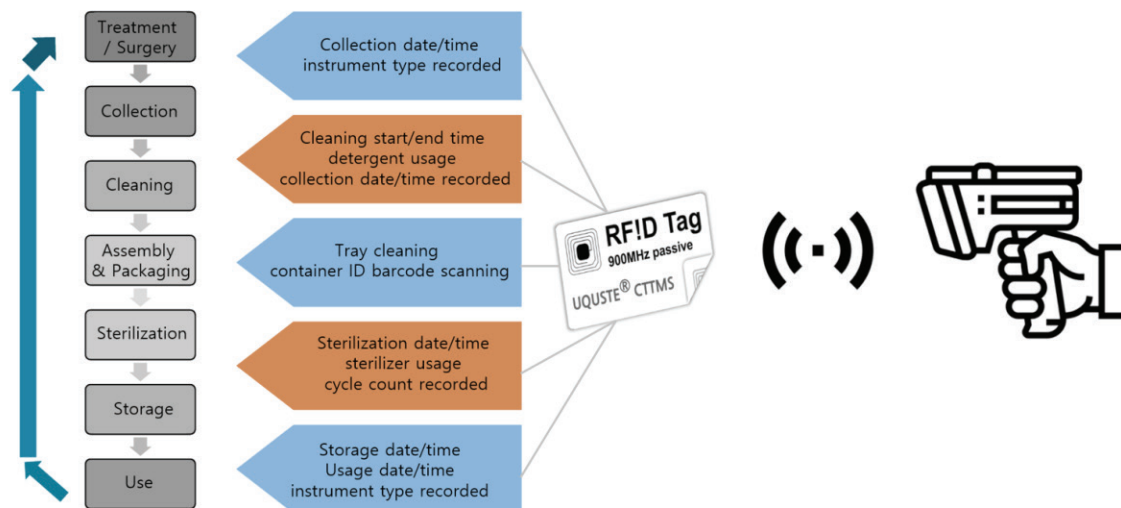 Treatment
/ Surgery
Collection
Cleaning
Assembly
& Packaging
Sterilization
Storage
Use
Collection date/time
instrument type recorded
Cleaning start/end time
detergent usage
collection date/time recorded
Tray cleaning
container ID barcode scanning
Sterilization date/time
sterilizer usage
cycle count recorded
Storage date/time
Usage date/time
instrument type recorded
RF!D Tag
900MHz passive
UQUSTE® CTTMS